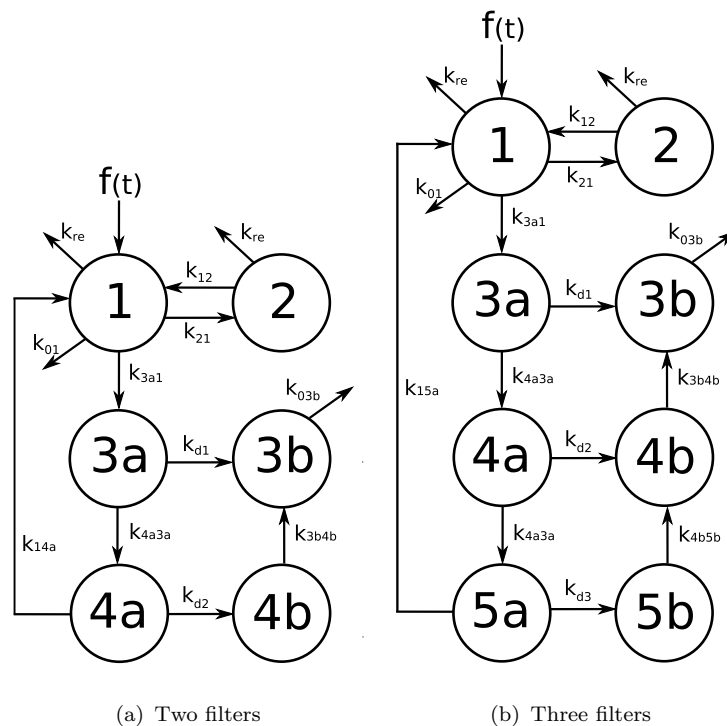 f(t)
k_re
k_re
1
k_12
2
k_21
k_01
k_3a1
k_03b
3a
k_d1
3b
k_14a
k_4a3a
k_3b4b
4a
k_d2
4b
(a) Two filters
f(t)
k_re
k_re
1
k_12
2
k_21
k_01
k_3a1
k_03b
3a
k_d1
3b
k_15a
k_4a3a
k_3b4b
4a
k_d2
4b
k_4a3a
k_4b5b
5a
k_d3
5b
(b) Three filters